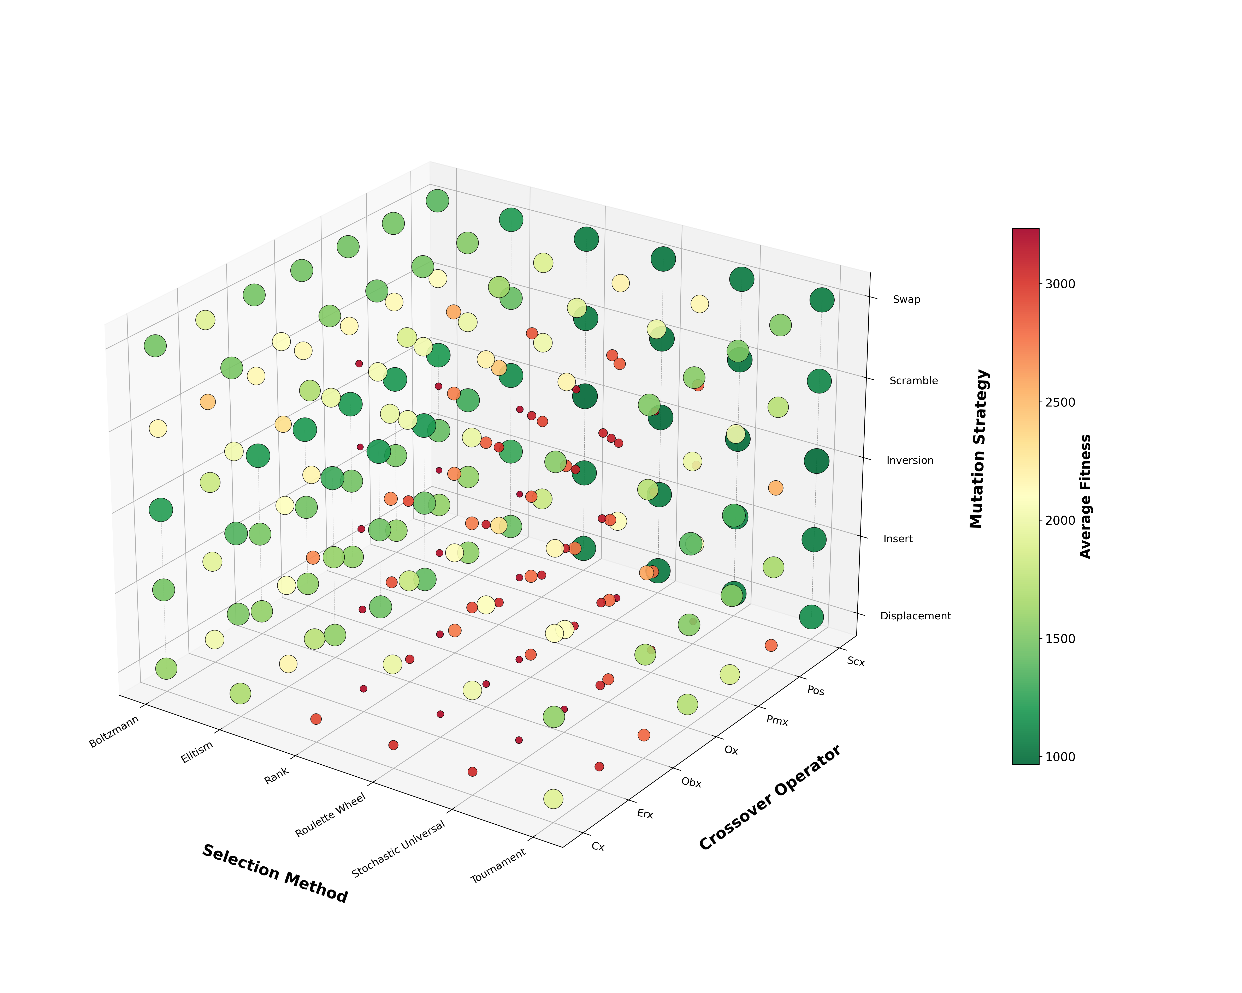 Swap
Scramble
Inversion
Insert
Displacement
Mutation Strategy
Scx
Pos
Pmx
Ox
Obx
Erx
Cx
Crossover Operator
Boltzmann
Elitism
Rank
Roulette Wheel
Stochastic Universal
Tournament
Selection Method
3000
2500
2000
1500
1000
Average Fitness